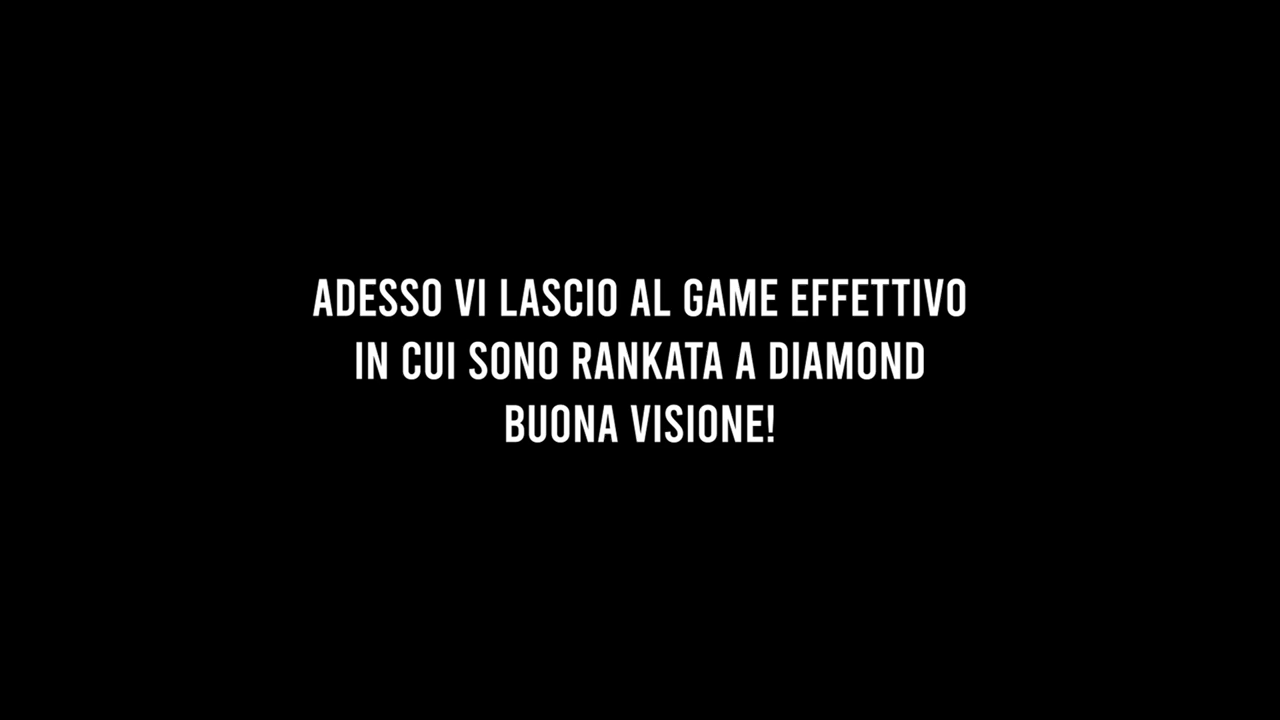 ADESSO VI LASCIO AL GAME EFFETTIVO
IN CUI SONO RANKATA A DIAMOND
BUONA VISIONE!